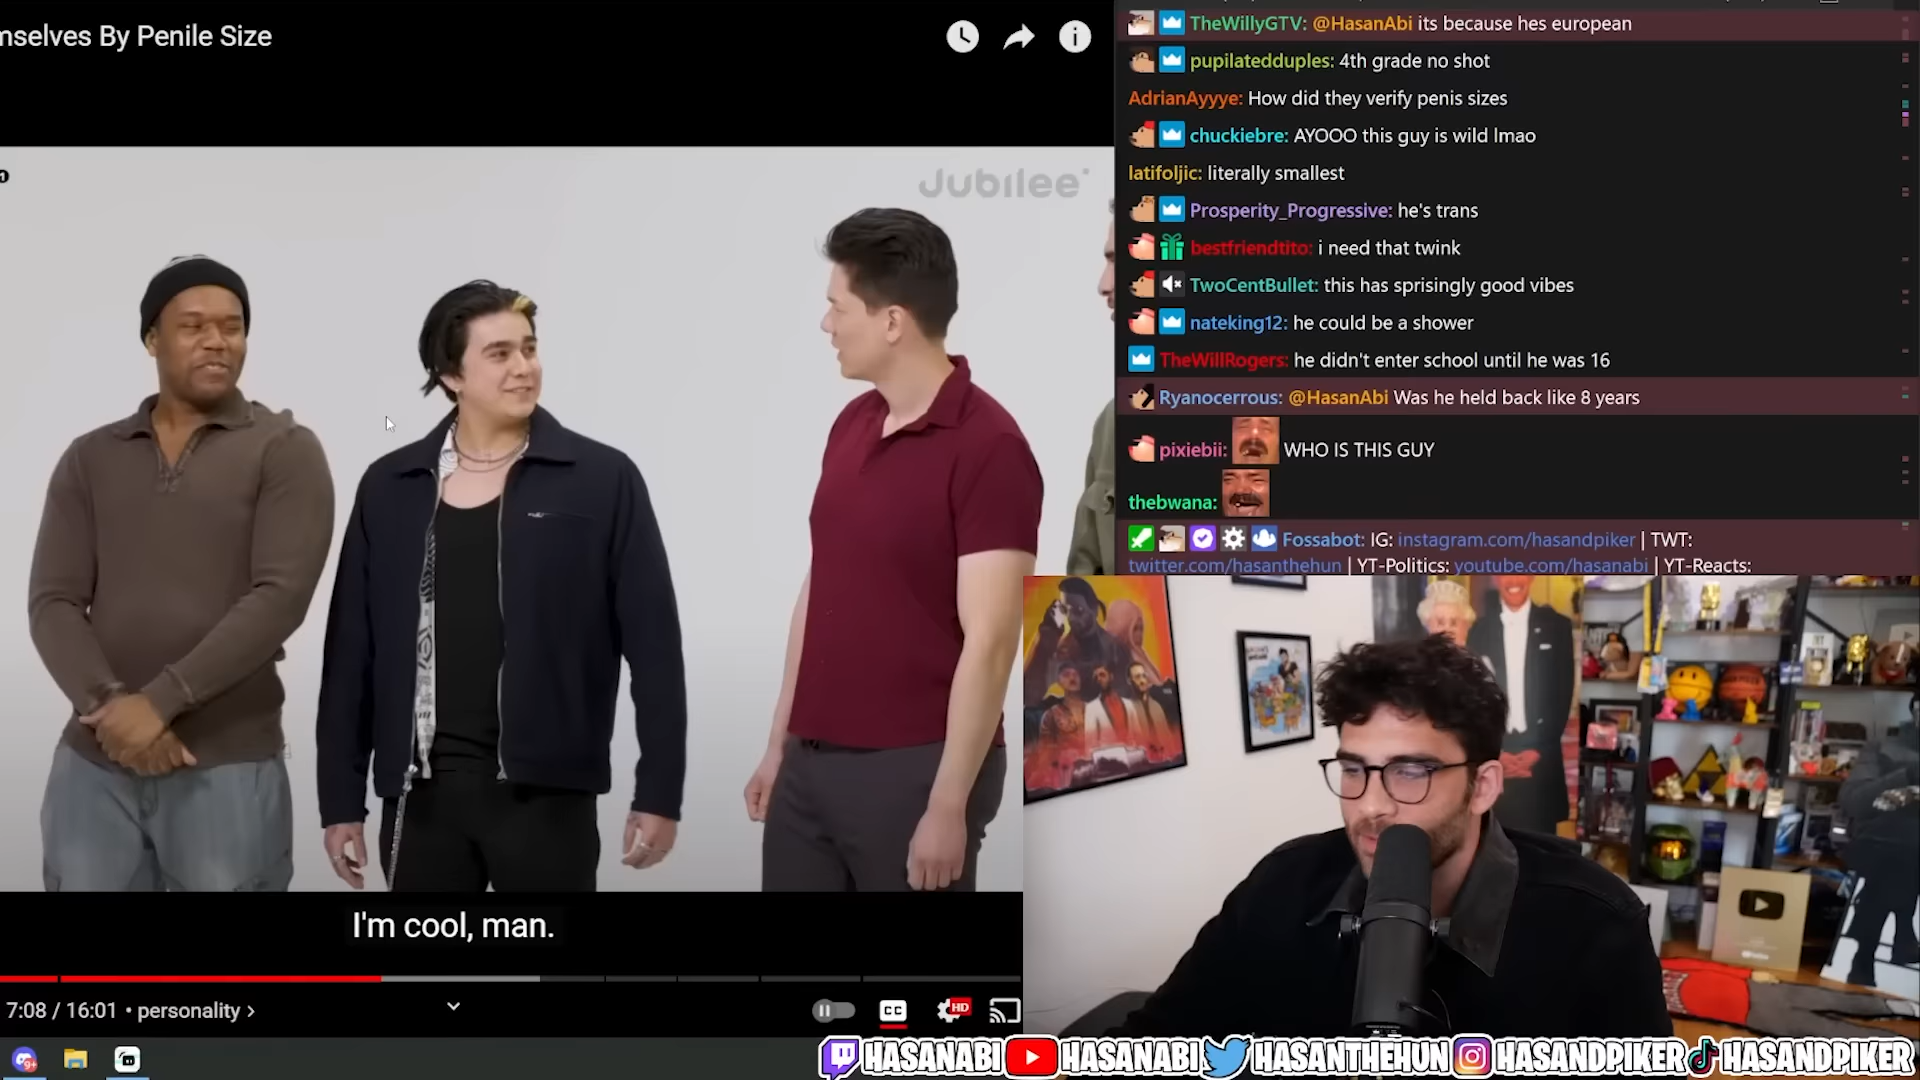 mselves By Penile Size
Jubilee
I'm cool, man.
7:08 / 16:01 • personality ›
CC
HD
TheWillyGTV: @HasanAbi its because hes european
pupilatedduples: 4th grade no shot
AdrianAyyye: How did they verify penis sizes
chuckiebre: AYOOO this guy is wild lmao
latifoljic: literally smallest
Prosperity_Progressive: he's trans
bestfriendtito: i need that twink
TwoCentBullet: this has sprisingly good vibes
nateking12: he could be a shower
TheWillRogers: he didn't enter school until he was 16
Ryanocerrous: @HasanAbi Was he held back like 8 years
pixiebii: WHO IS THIS GUY
thebwana:
Fossabot: IG: instagram.com/hasandpiker | TWT:
twitter.com/hasanthehun | YT-Politics: youtube.com/hasanabi | YT-Reacts:
HASANABI HASANABI HASANTHEHUN HASANDPIKER HASANDPIKER